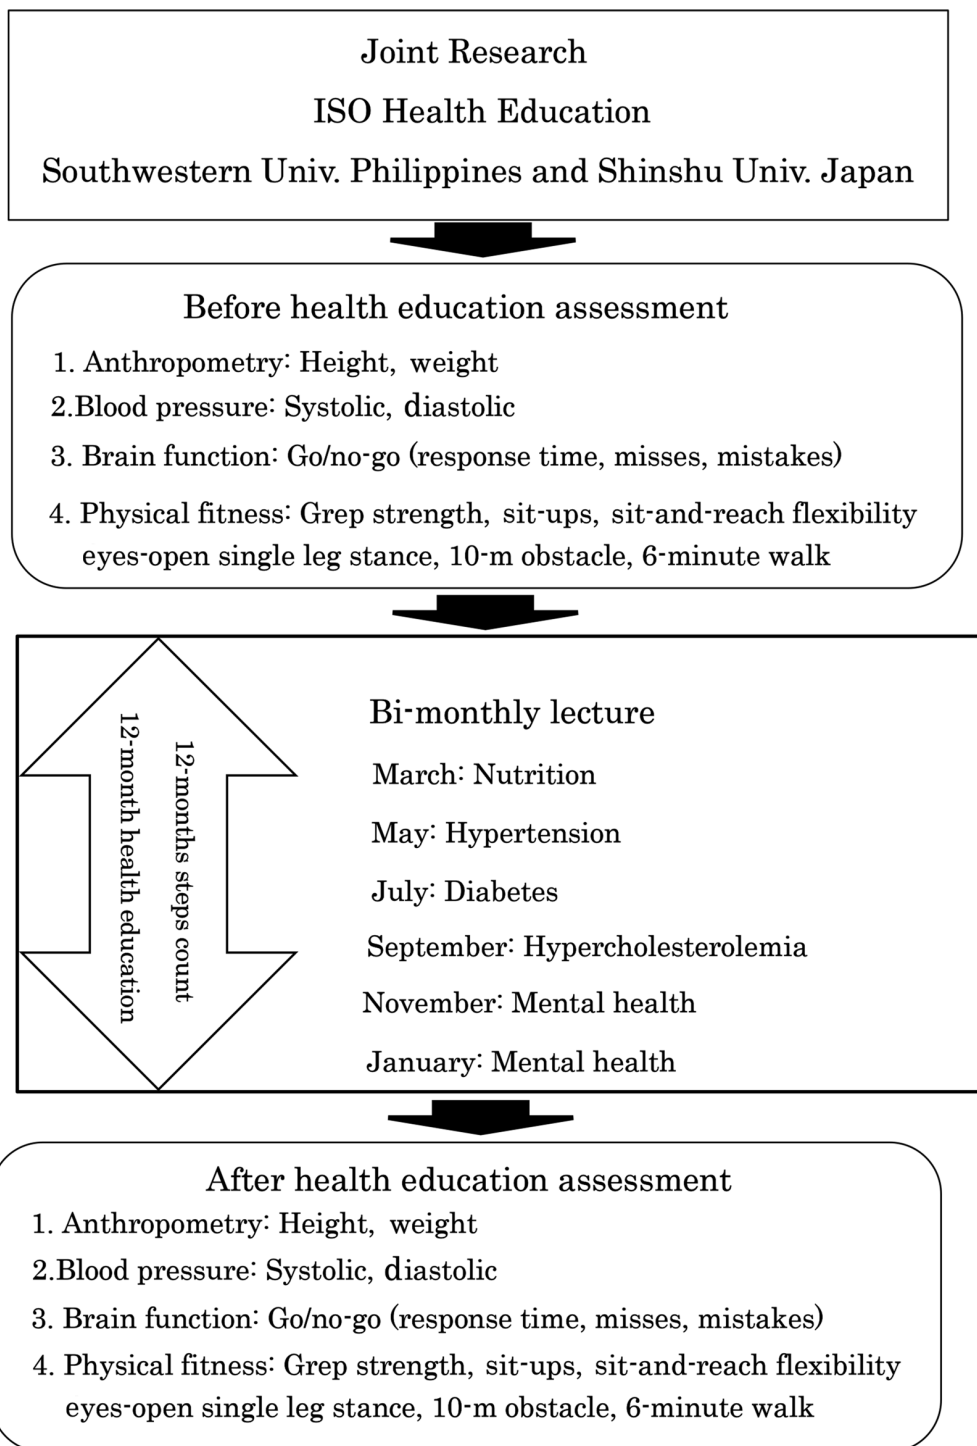 Joint Research
ISO Health Education
Southwestern Univ. Philippines and Shinshu Univ. Japan
Before health education assessment
1. Anthropometry: Height, weight
2.Blood pressure: Systolic, diastolic
3. Brain function: Go/no-go (response time, misses, mistakes)
4. Physical fitness: Grep strength, sit-ups, sit-and-reach flexibility
eyes-open single leg stance, 10-m obstacle, 6-minute walk
12-months steps count
12-month health education
Bi-monthly lecture
March: Nutrition
May: Hypertension
July: Diabetes
September: Hypercholesterolemia
November: Mental health
January: Mental health
After health education assessment
1. Anthropometry: Height, weight
2.Blood pressure: Systolic, diastolic
3. Brain function: Go/no-go (response time, misses, mistakes)
4. Physical fitness: Grep strength, sit-ups, sit-and-reach flexibility
eyes-open single leg stance, 10-m obstacle, 6-minute walk